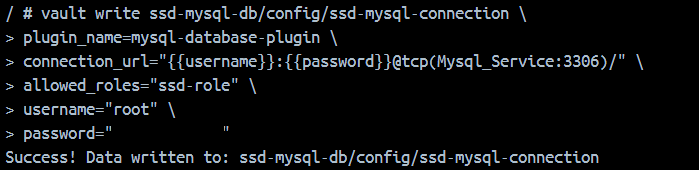 / # vault write ssd-mysql-db/config/ssd-mysql-connection \
> plugin_name=mysql-database-plugin \
> connection_url="{{username}}:{{password}}@tcp(Mysql_Service:3306)/" \
> allowed_roles="ssd-role" \
> username="root" \
> password=" "
Success! Data written to: ssd-mysql-db/config/ssd-mysql-connection